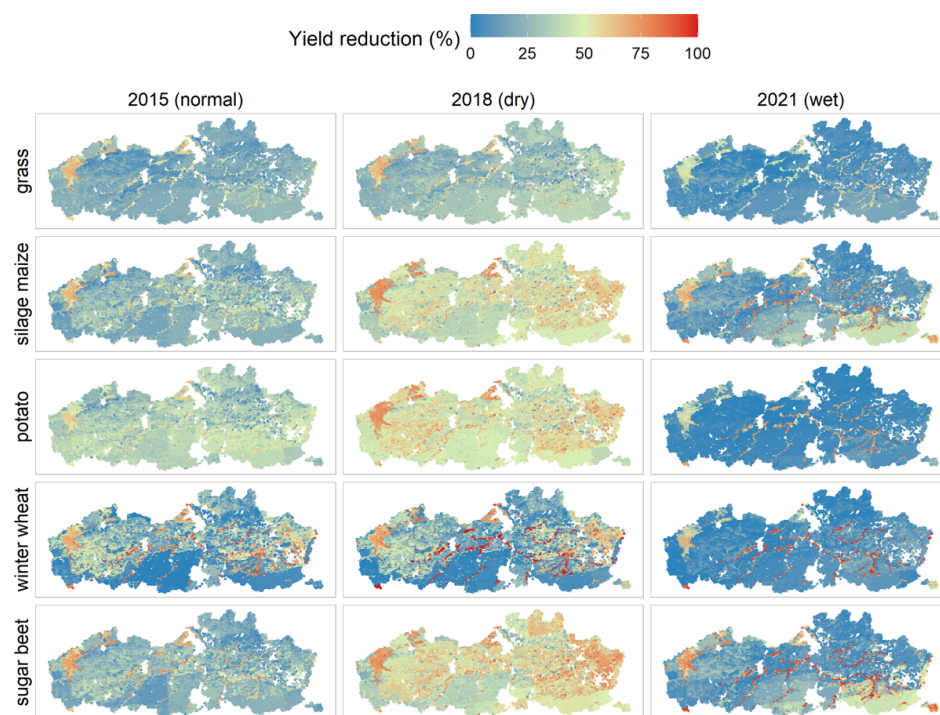 Yield reduction (%)
0 25 50 75 100
2015 (normal) 2018 (dry) 2021 (wet)
grass
silage maize
potato
winter wheat
sugar beet